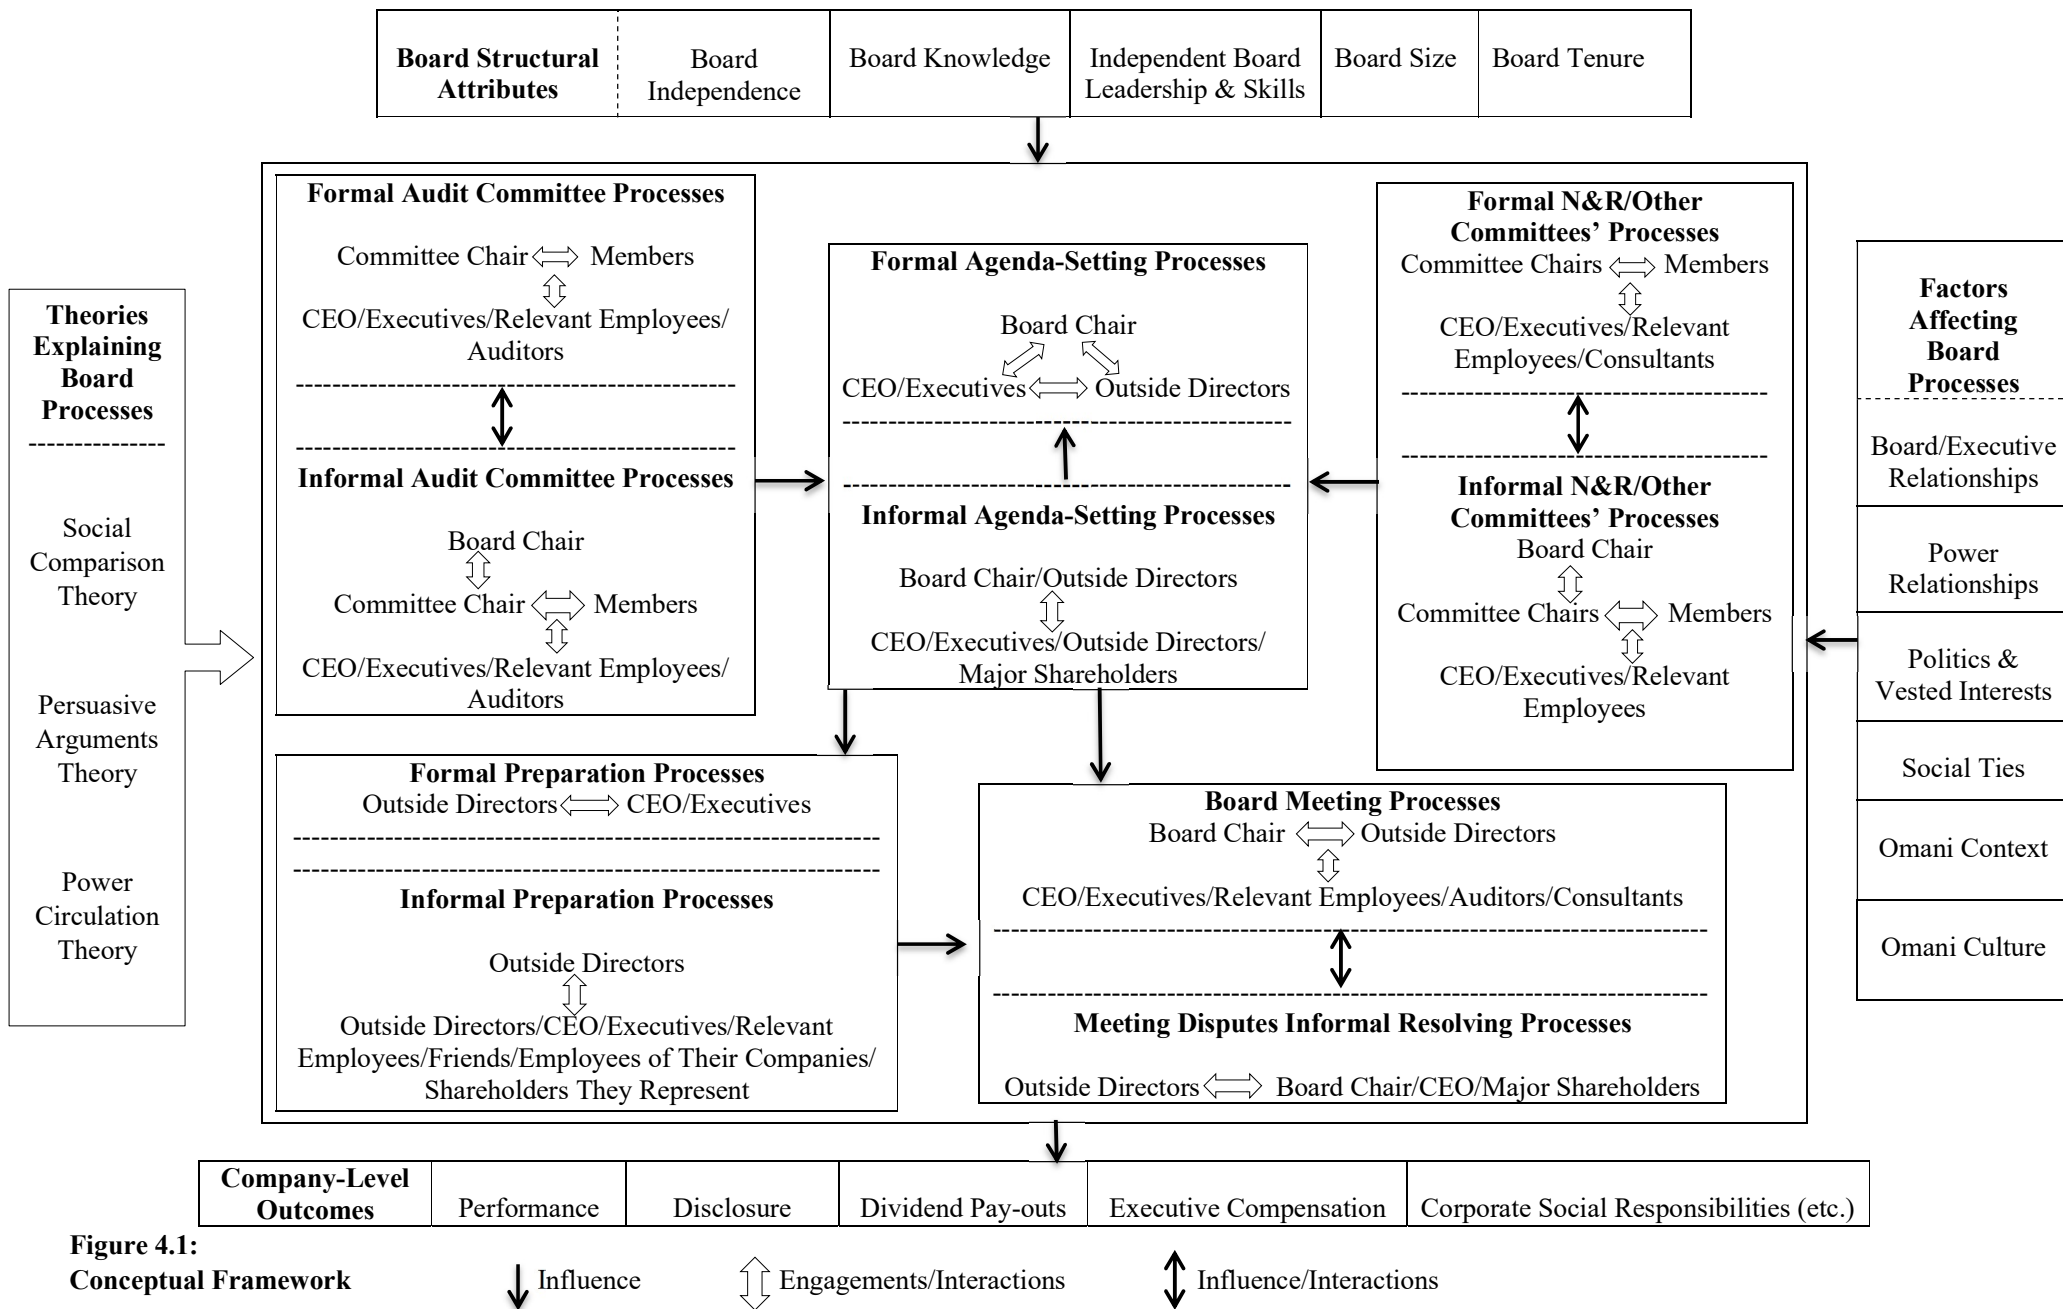 Board Structural
Attributes
Board
Independence
Board Knowledge
Independent Board
Leadership & Skills
Board Size
Board Tenure
Theories
Explaining
Board
Processes
Social
Comparison
Theory
Persuasive
Arguments
Theory
Power
Circulation
Theory
Formal Audit Committee Processes
Committee Chair
Members
CEO/Executives/Relevant Employees/
Auditors
Informal Audit Committee Processes
Board Chair
Committee Chair
Members
CEO/Executives/Relevant Employees/
Auditors
Formal Agenda-Setting Processes
Board Chair
CEO/Executives
Outside Directors
Informal Agenda-Setting Processes
Board Chair/Outside Directors
CEO/Executives/Outside Directors/
Major Shareholders
Formal N&R/Other
Committees’ Processes
Committee Chairs
Members
CEO/Executives/Relevant
Employees/Consultants
Informal N&R/Other
Committees’ Processes
Board Chair
Committee Chairs
Members
CEO/Executives/Relevant
Employees
Factors
Affecting
Board
Processes
Board/Executive
Relationships
Power
Relationships
Politics &
Vested Interests
Social Ties
Omani Context
Omani Culture
Formal Preparation Processes
Outside Directors
CEO/Executives
Informal Preparation Processes
Outside Directors
Outside Directors/CEO/Executives/Relevant
Employees/Friends/Employees of Their Companies/
Shareholders They Represent
Board Meeting Processes
Board Chair
Outside Directors
CEO/Executives/Relevant Employees/Auditors/Consultants
Meeting Disputes Informal Resolving Processes
Outside Directors
Board Chair/CEO/Major Shareholders
Company-Level
Outcomes
Performance
Disclosure
Dividend Pay-outs
Executive Compensation
Corporate Social Responsibilities (etc.)
Figure 4.1:
Conceptual Framework
Influence
Engagements/Interactions
Influence/Interactions